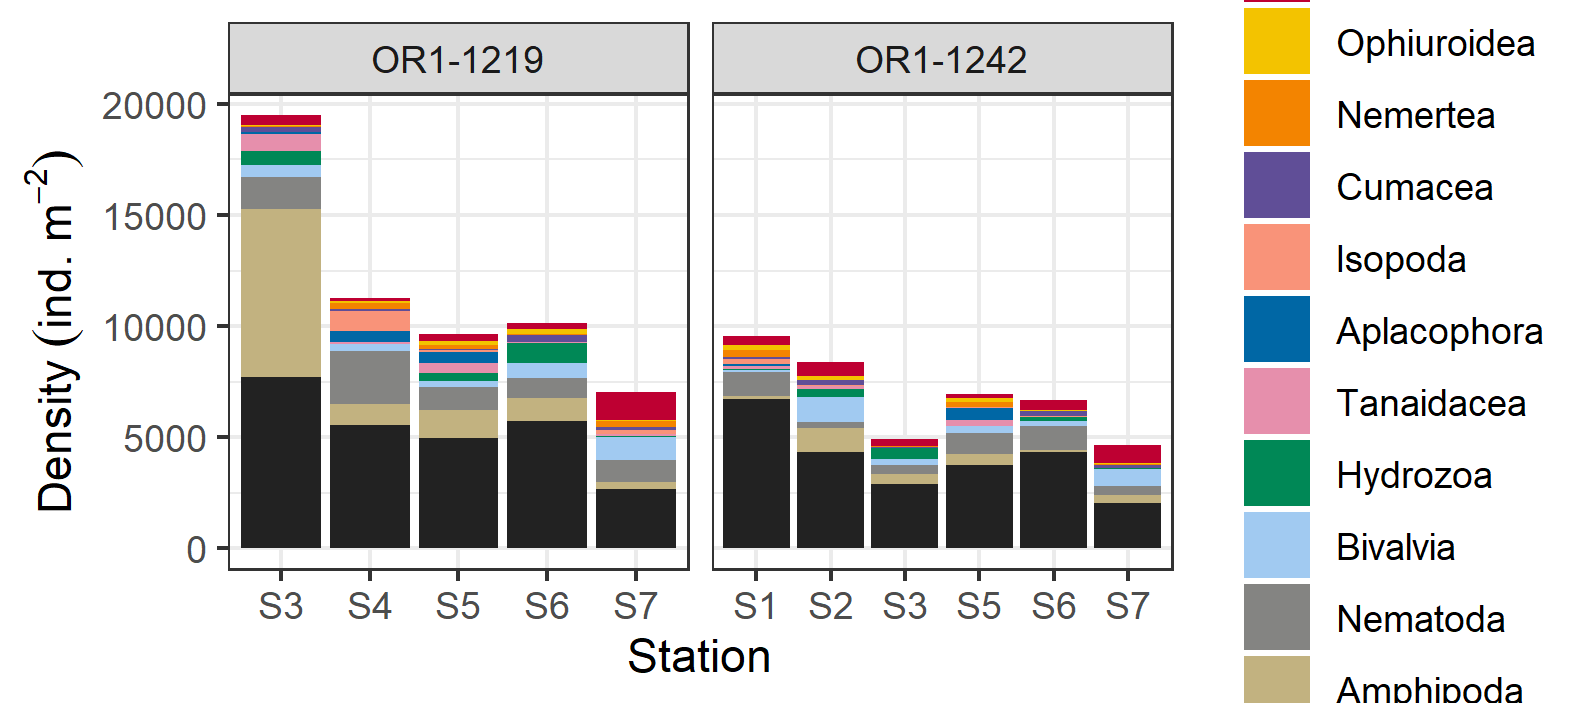 OR1-1219
OR1-1242
20000
15000
10000
5000
0
Density (ind. m⁻²)
S3 S4 S5 S6 S7
S1 S2 S3 S5 S6 S7
Station
Ophiuroidea
Nemertea
Cumacea
Isopoda
Aplacophora
Tanaidacea
Hydrozoa
Bivalvia
Nematoda
Amphipoda